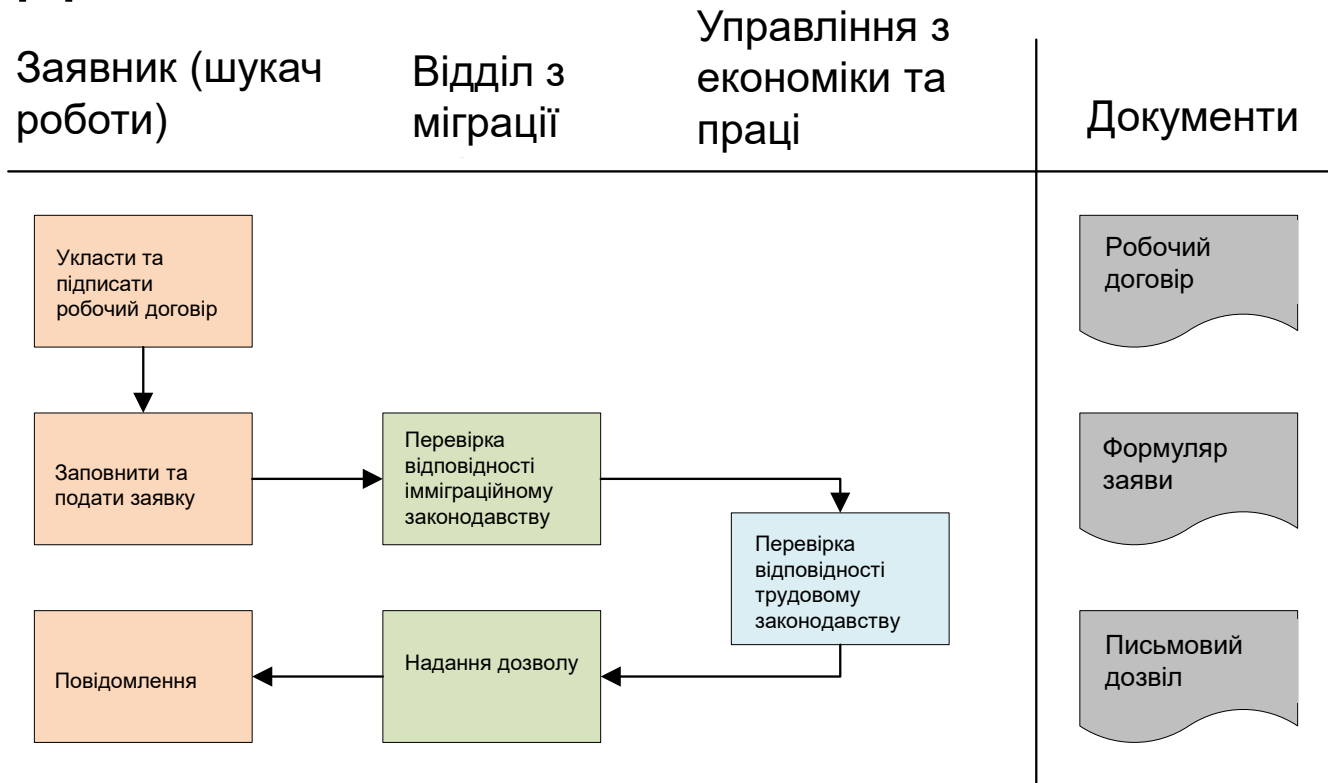 Заявник (шукач
роботи)
Відділ з
міграції
Управління з
економіки та
праці
Документи
Укласти та
підписати
робочий договір
Робочий
договір
Заповнити та
подати заявку
Перевірка
відповідності
імміграційному
законодавству
Формуляр
заяви
Перевірка
відповідності
трудовому
законодавству
Повідомлення
Надання дозволу
Письмовий
дозвіл